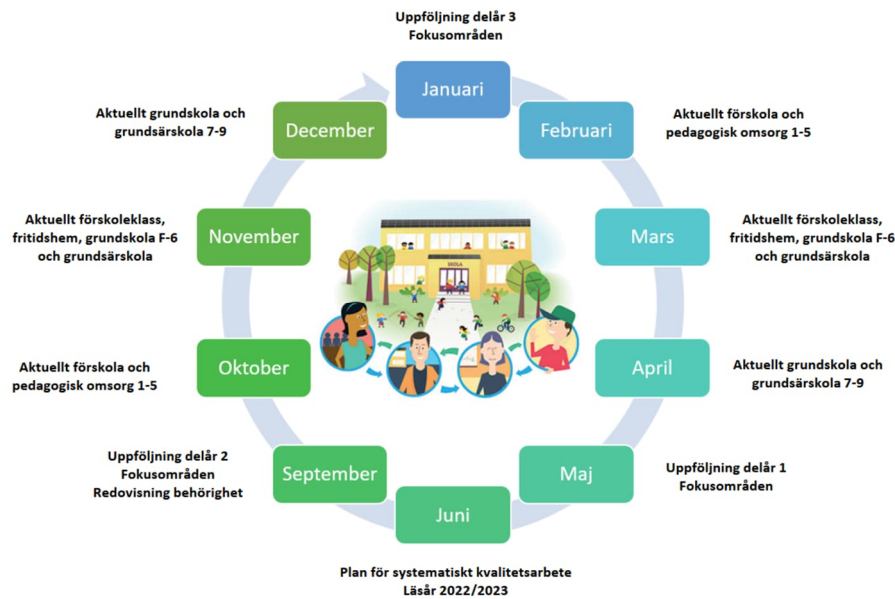 Uppföljning delår 3
Fokusområden
Januari
Februari
Aktuellt förskola och
pedagogisk omsorg 1-5
Mars
Aktuellt förskoleklass,
fritidshem, grundskola F-6
och grundsärskola
April
Aktuellt grundskola och
grundsärskola 7-9
Maj
Uppföljning delår 1
Fokusområden
Juni
Plan för systematiskt kvalitetsarbete
Läsår 2022/2023
September
Uppföljning delår 2
Fokusområden
Redovisning behörighet
Oktober
Aktuellt förskola och
pedagogisk omsorg 1-5
November
Aktuellt förskoleklass,
fritidshem, grundskola F-6
och grundsärskola
December
Aktuellt grundskola och
grundsärskola 7-9
SKOLA